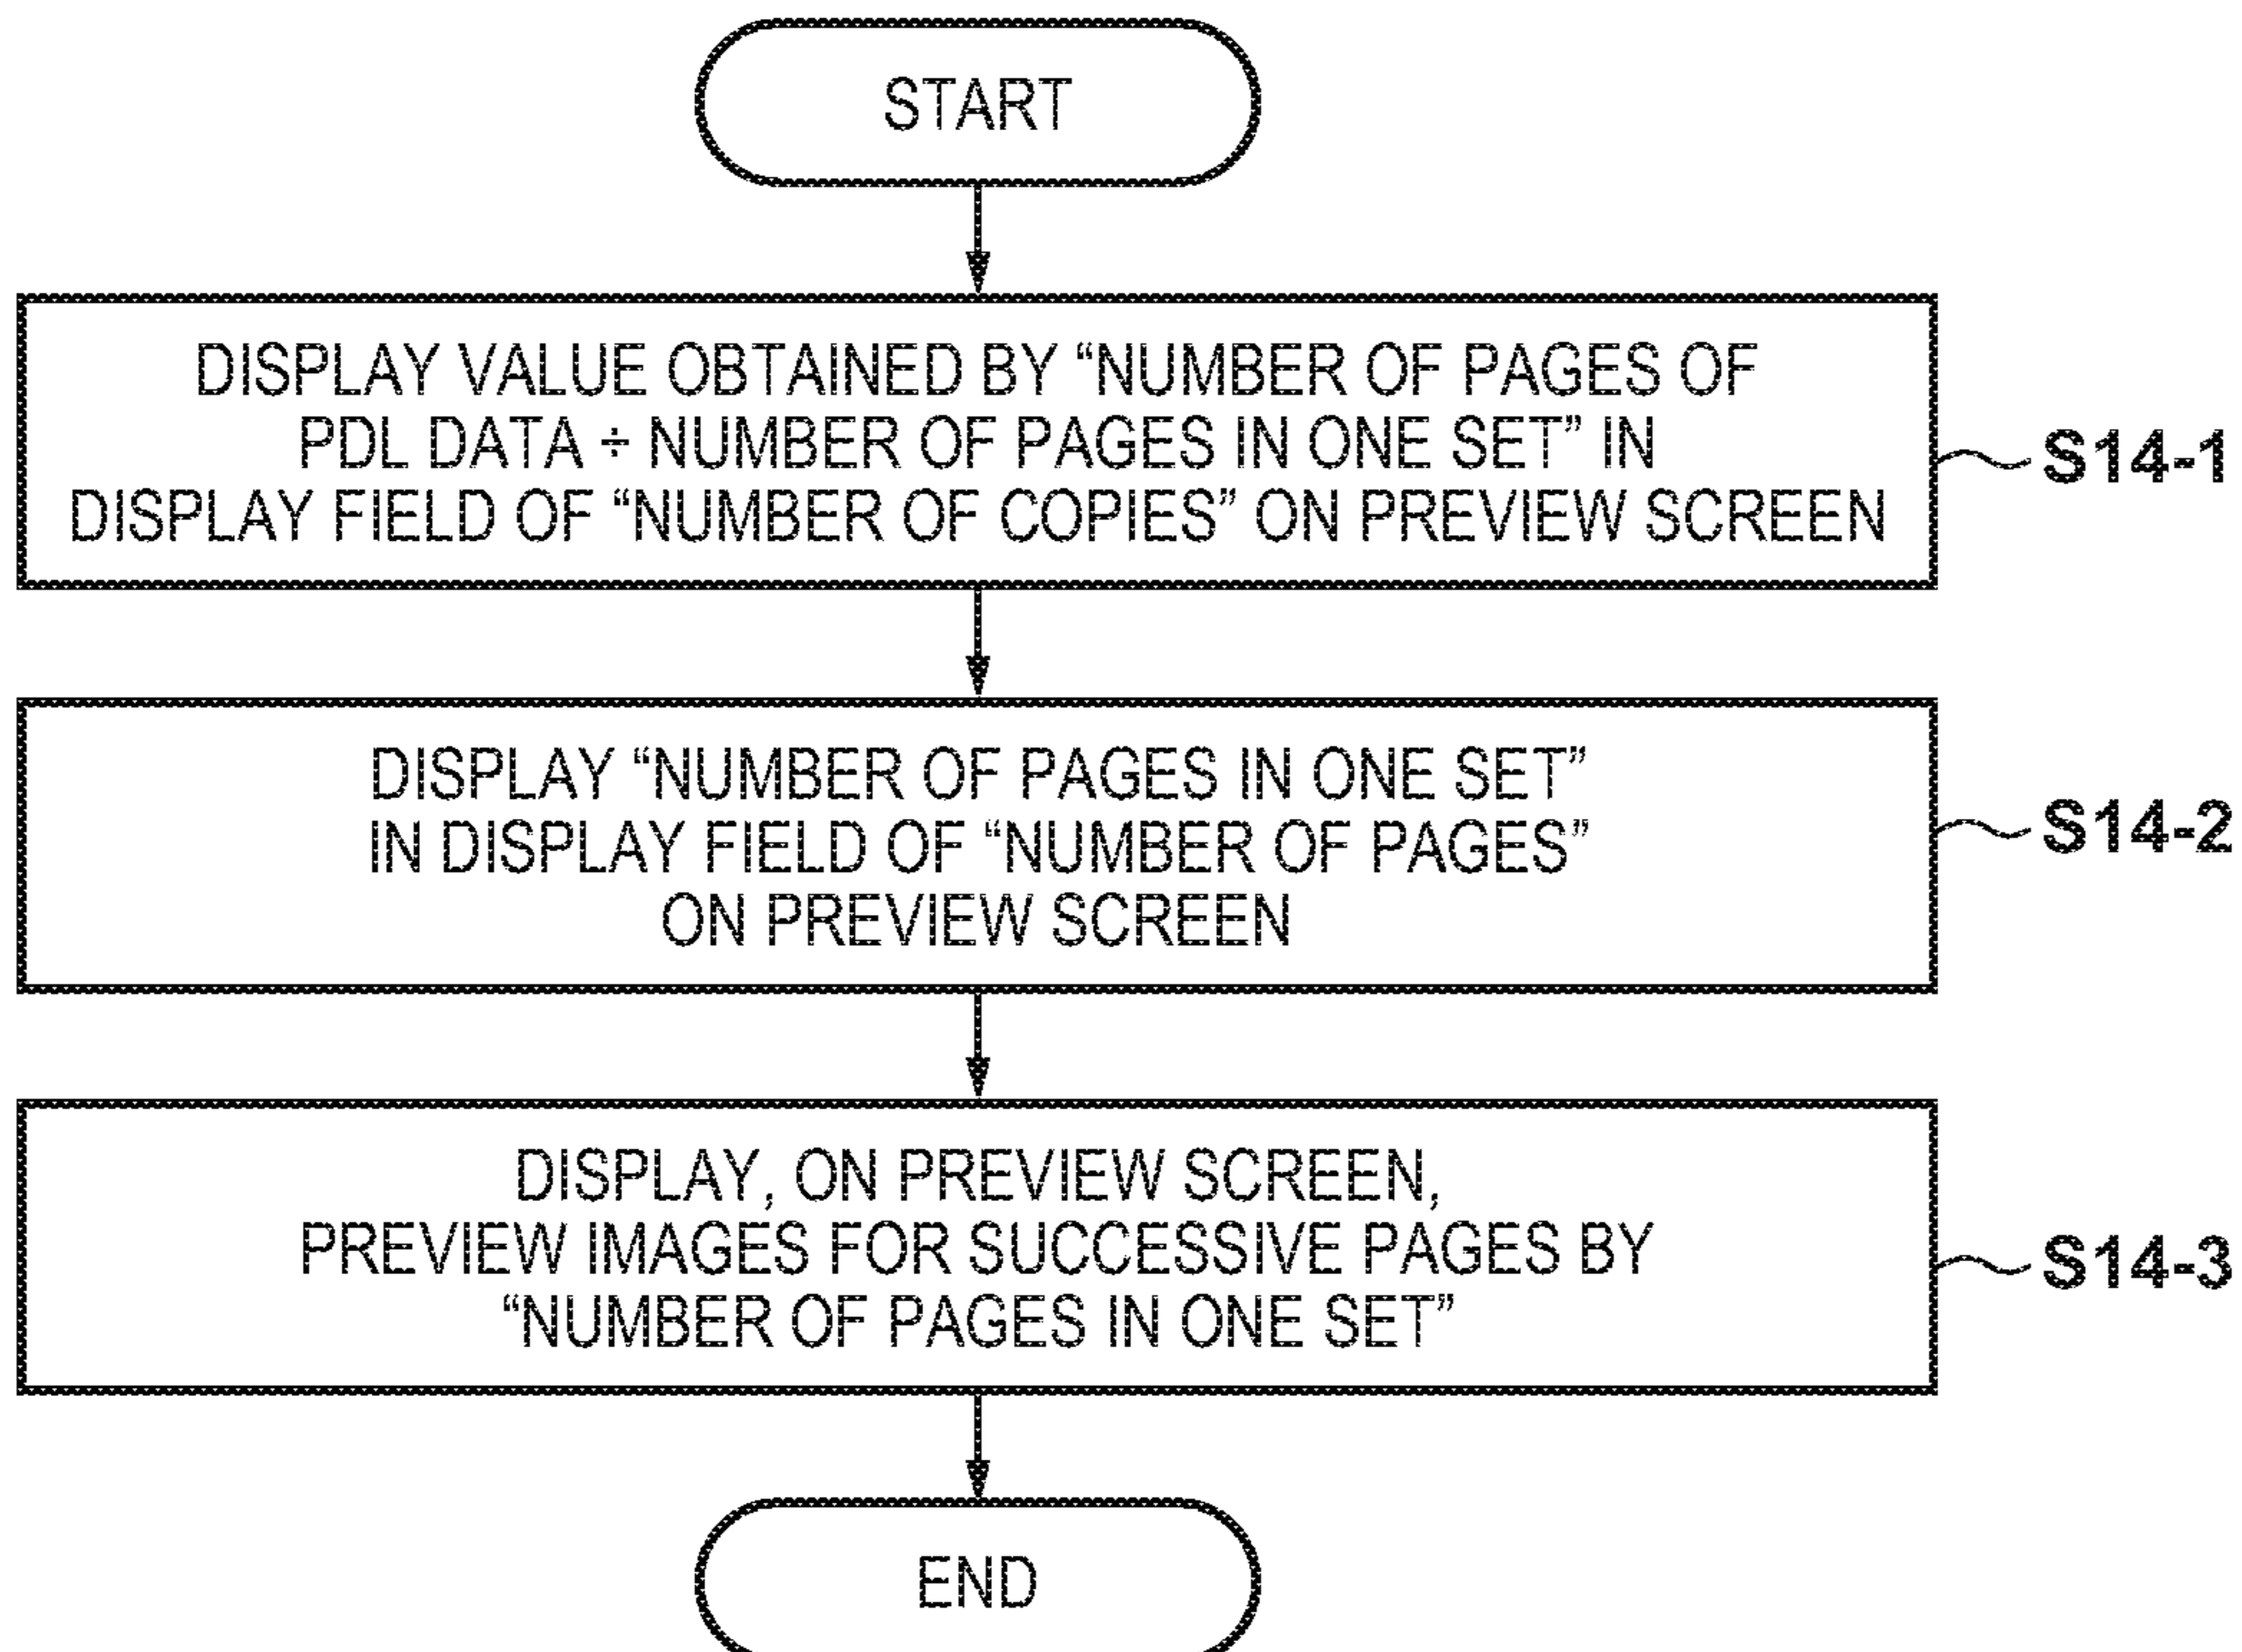 START
DISPLAY VALUE OBTAINED BY “NUMBER OF PAGES OF
PDL DATA ÷ NUMBER OF PAGES IN ONE SET” IN
DISPLAY FIELD OF “NUMBER OF COPIES” ON PREVIEW SCREEN
S14-1
DISPLAY “NUMBER OF PAGES IN ONE SET”
IN DISPLAY FIELD OF “NUMBER OF PAGES”
ON PREVIEW SCREEN
S14-2
DISPLAY, ON PREVIEW SCREEN,
PREVIEW IMAGES FOR SUCCESSIVE PAGES BY
“NUMBER OF PAGES IN ONE SET”
S14-3
END